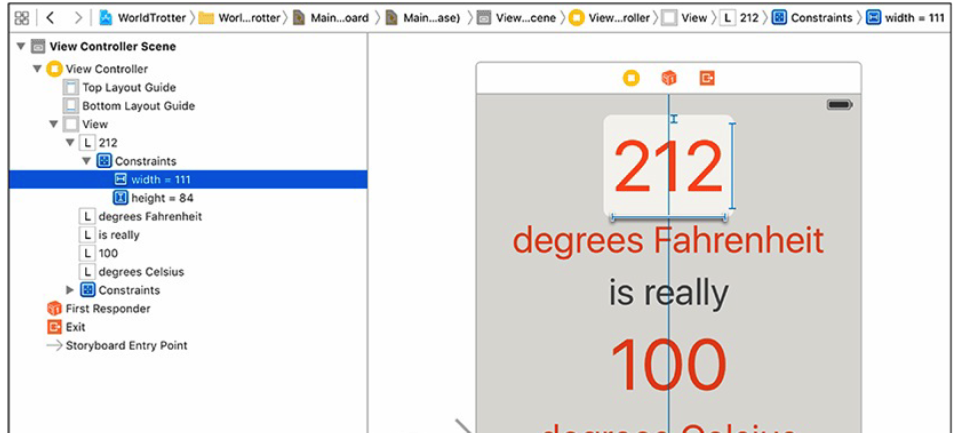 WorldTrotter Worl...rotter) Main...oard Main...ase) View...cene View...roller View L 212 Constraints width = 111
View Controller Scene
View Controller
Top Layout Guide
Bottom Layout Guide
View
L 212
Constraints
width = 111
height = 84
L degrees Fahrenheit
L is really
L 100
L degrees Celsius
Constraints
First Responder
Exit
Storyboard Entry Point
212
degrees Fahrenheit
is really
100
degrees Celsius